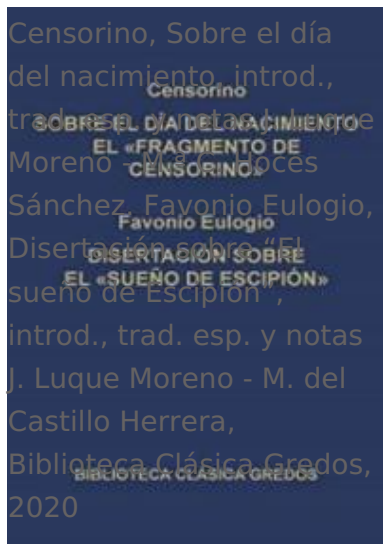 Censorino, Sobre el día
del nacimiento, introd.,
trad. esp. y notas J. Luque
Moreno - M.ª C. Hoces
Sánchez, Favonio Eulogio,
Disertación sobre “El
sueño de Escipión”,
introd., trad. esp. y notas
J. Luque Moreno - M. del
Castillo Herrera,
Biblioteca Clásica Gredos,
2020
Censorino
SOBRE EL DÍA DEL NACIMIENTO
EL «FRAGMENTO DE
CENSORINO»
Favonio Eulogio
DISERTACIÓN SOBRE
EL «SUEÑO DE ESCIPIÓN»
BIBLIOTECA CLÁSICA GREDOS